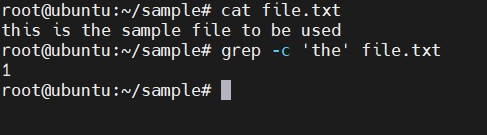 root@ubuntu:~/sample# cat file.txt
this is the sample file to be used
root@ubuntu:~/sample# grep -c 'the' file.txt
1
root@ubuntu:~/sample#